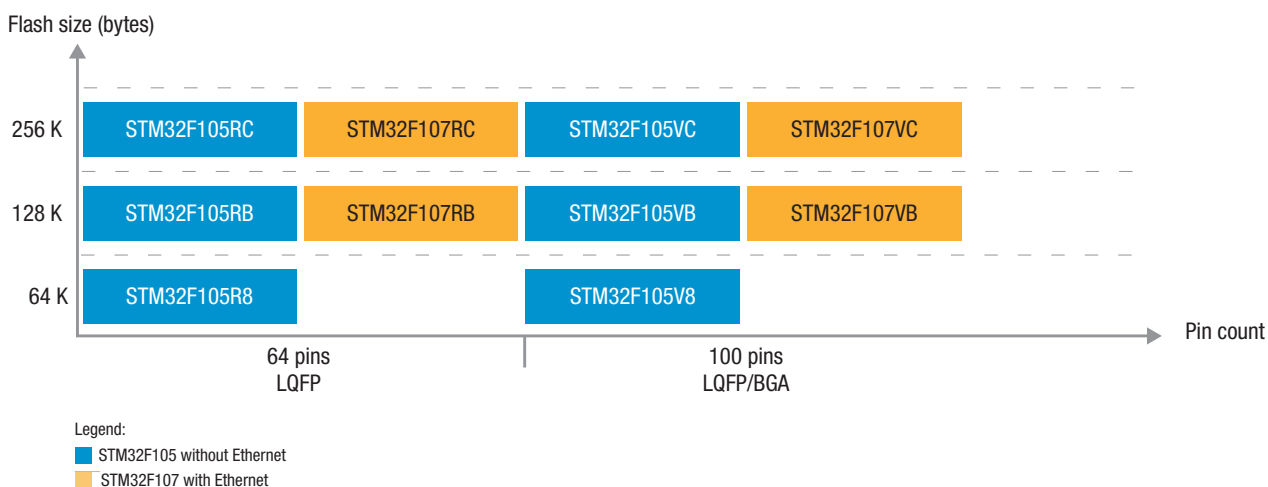 Flash size (bytes)
256 K STM32F105RC STM32F107RC STM32F105VC STM32F107VC
128 K STM32F105RB STM32F107RB STM32F105VB STM32F107VB
64 K STM32F105R8 STM32F105V8
Pin count
64 pins 100 pins
LQFP LQFP/BGA
Legend:
STM32F105 without Ethernet
STM32F107 with Ethernet